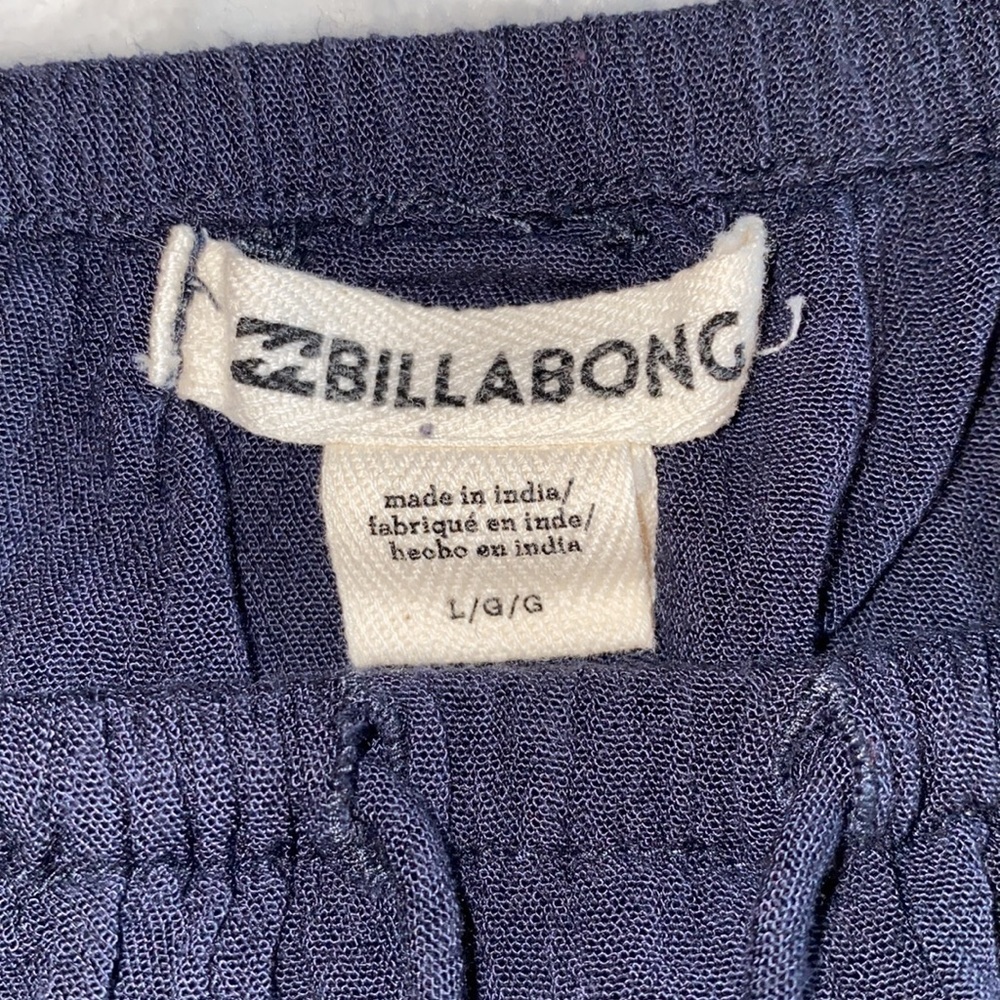 BILLABONG
made in india/
fabriqué en inde/
hecho en india
L/G/G